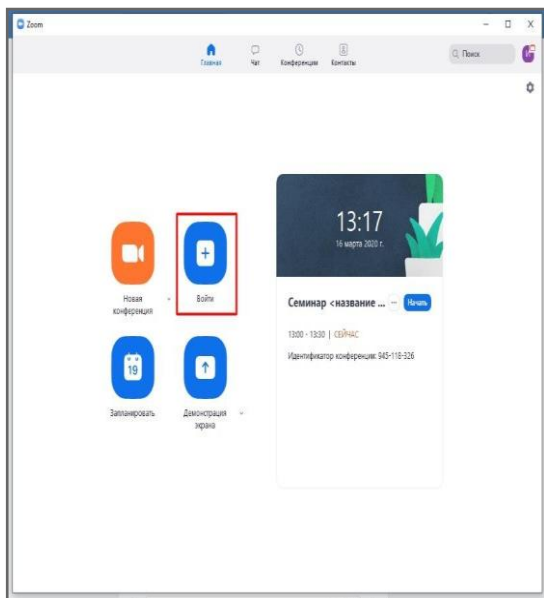 Zoom
Главная
Чат
Конференции
Контакты
Поиск
13:17
16 марта 2020 г.
Новая
конференция
Войти
Семинар <название ...
Начать
13:00 - 13:30 | СЕЙЧАС
Идентификатор конференции: 945-118-326
19
Запланировать
Демонстрация
экрана